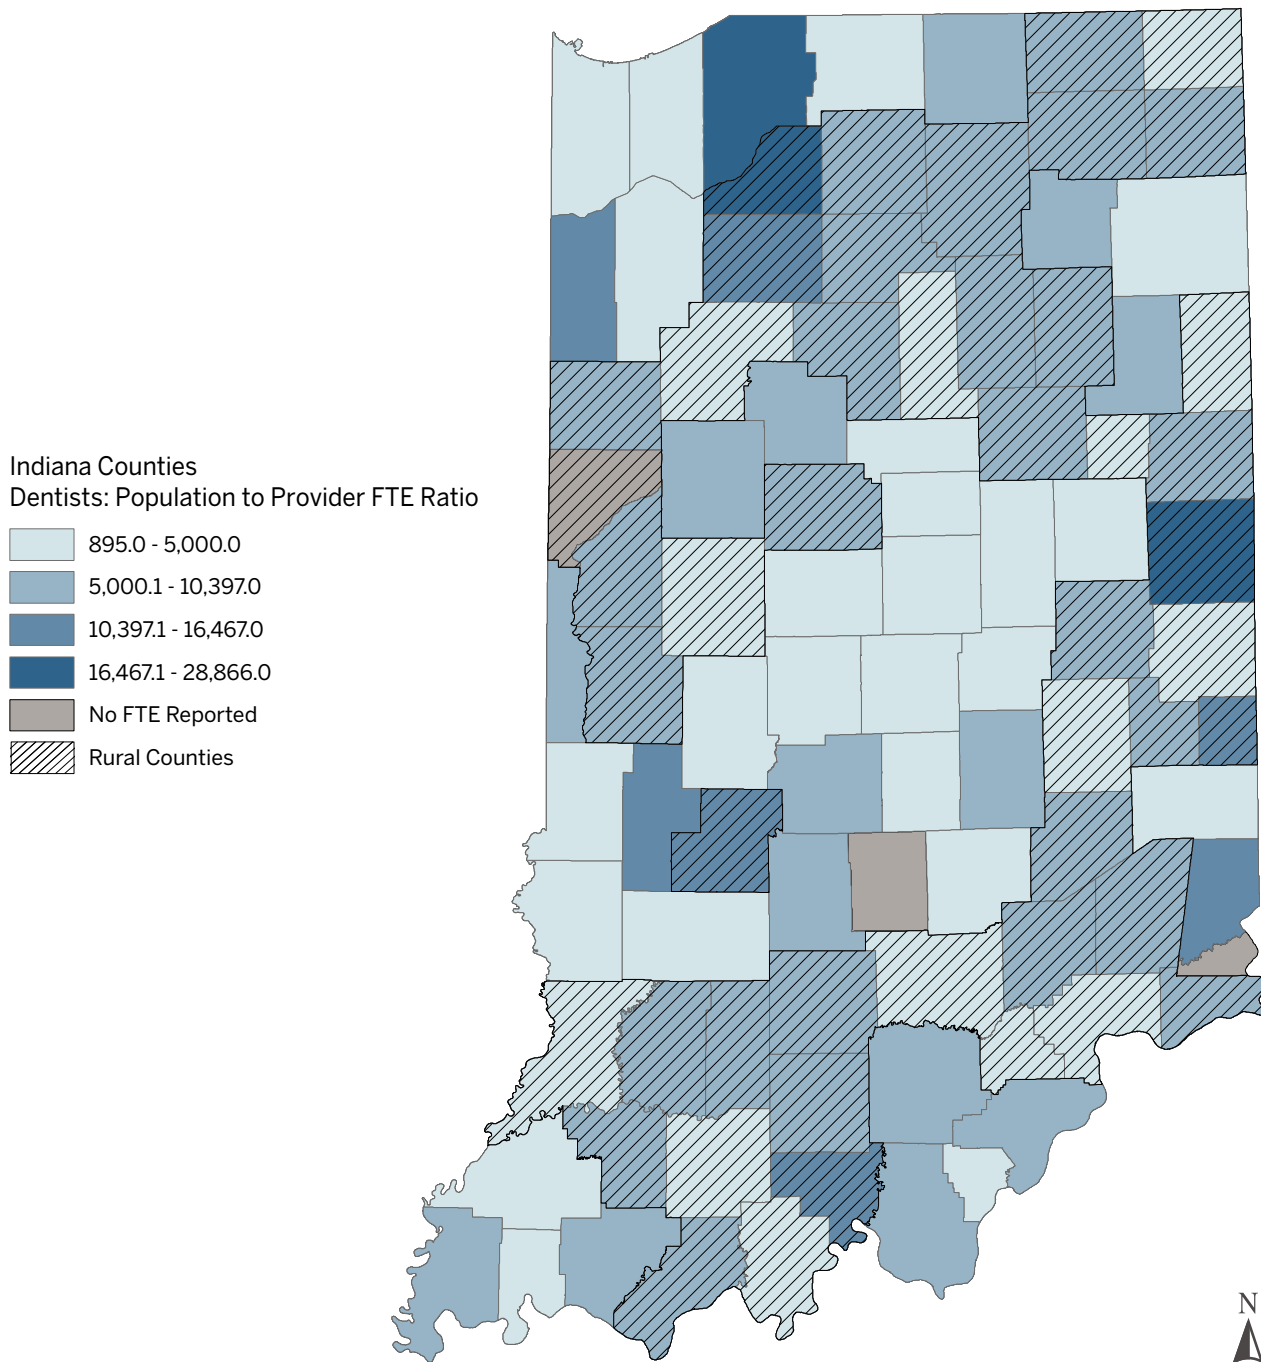 Indiana Counties
Dentists: Population to Provider FTE Ratio
895.0 - 5,000.0
5,000.1 - 10,397.0
10,397.1 - 16,467.0
16,467.1 - 28,866.0
No FTE Reported
Rural Counties
N